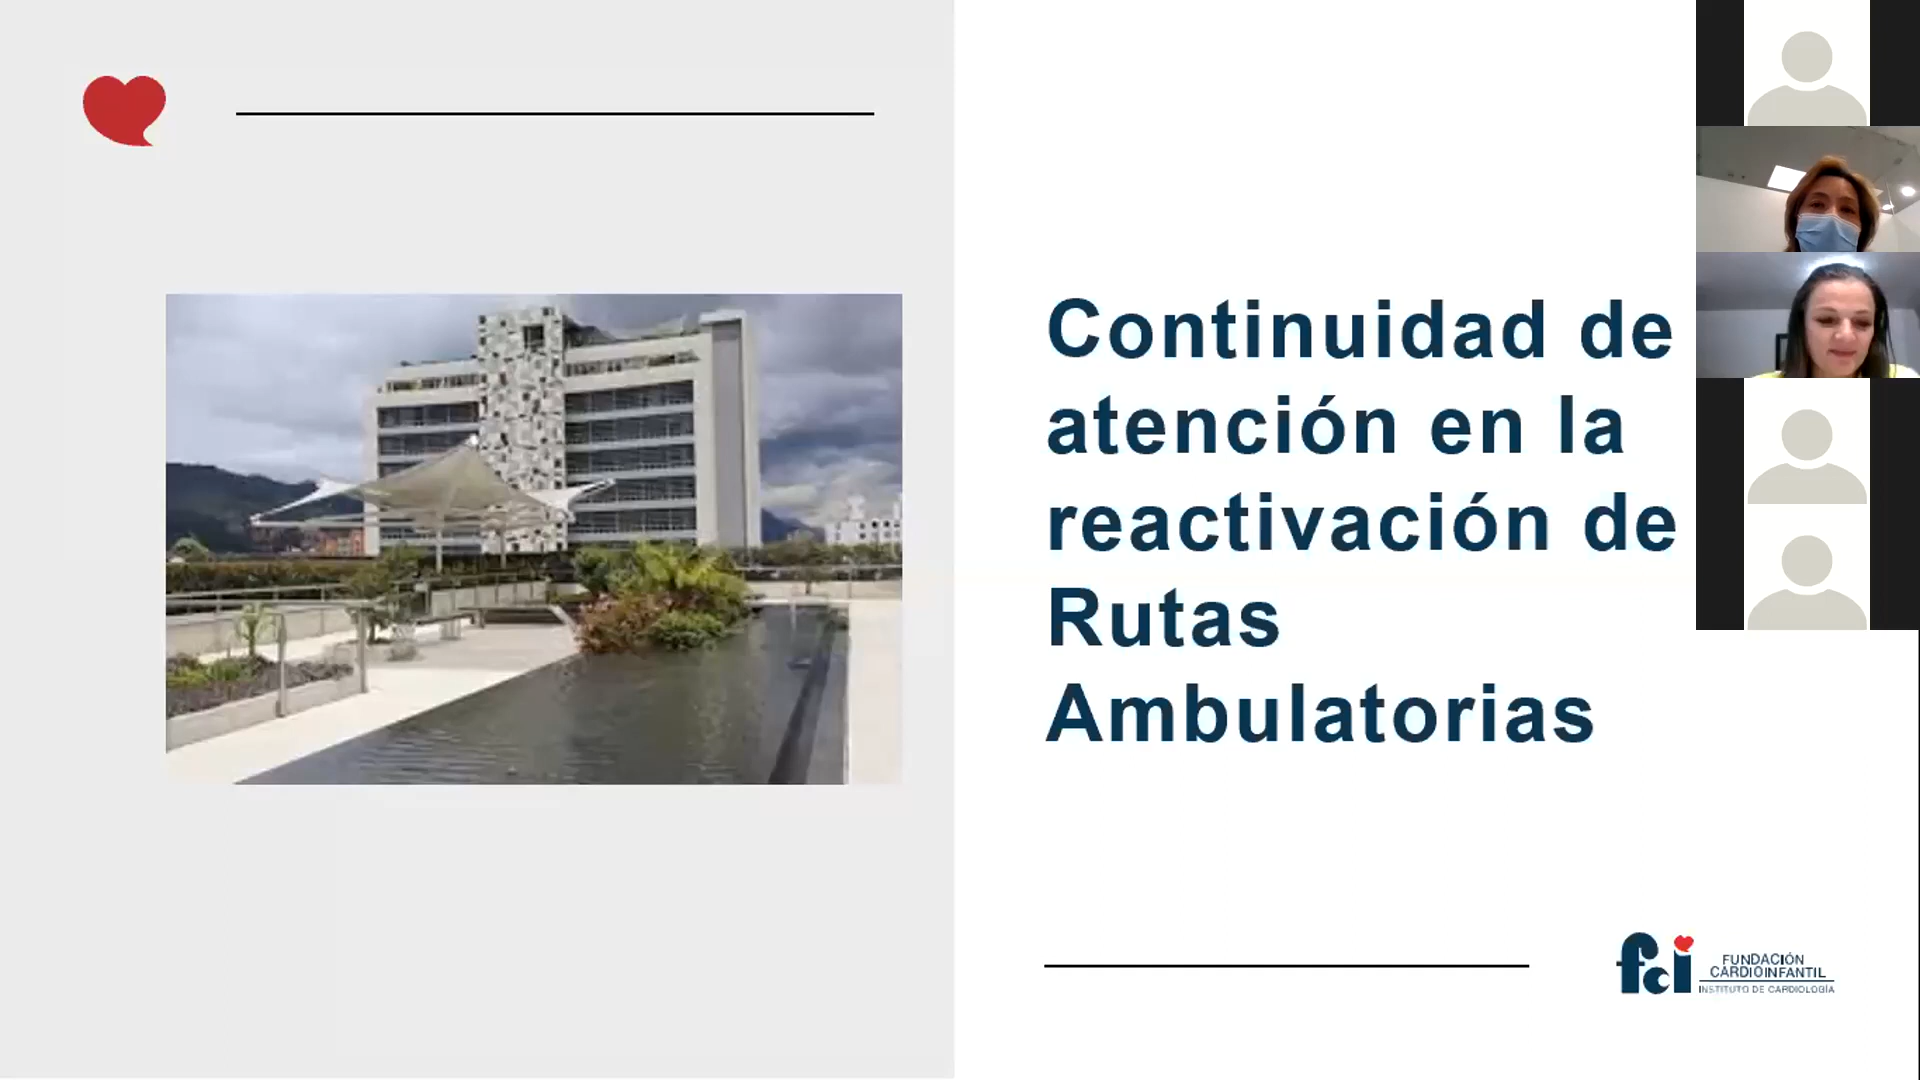 Continuidad de
atención en la
reactivación de
Rutas
Ambulatorias
fci
FUNDACIÓN
CARDIOINFANTIL
INSTITUTO DE CARDIOLOGÍA